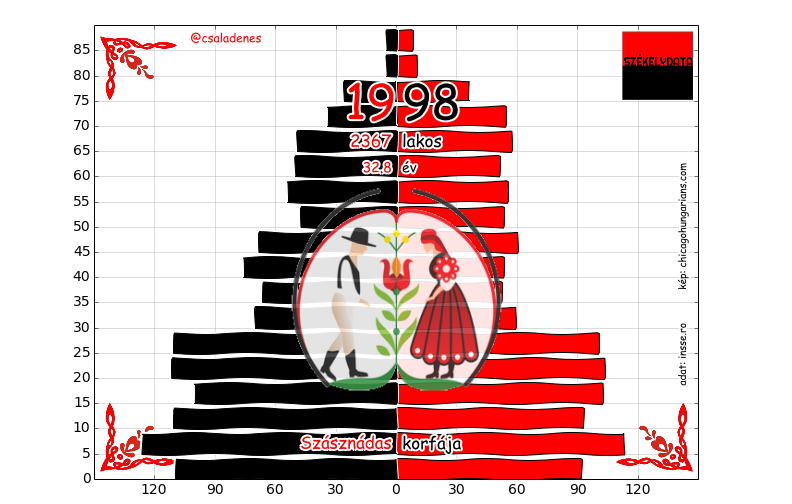 @csaladenes
SZÉKELYDATA
1998
2367 lakos
32.8 év
kép: chicagohungarians.com
adat: insse.ro
Szásznádas korfája
85
80
75
70
65
60
55
50
45
40
35
30
25
20
15
10
5
0
120 90 60 30 0 30 60 90 120